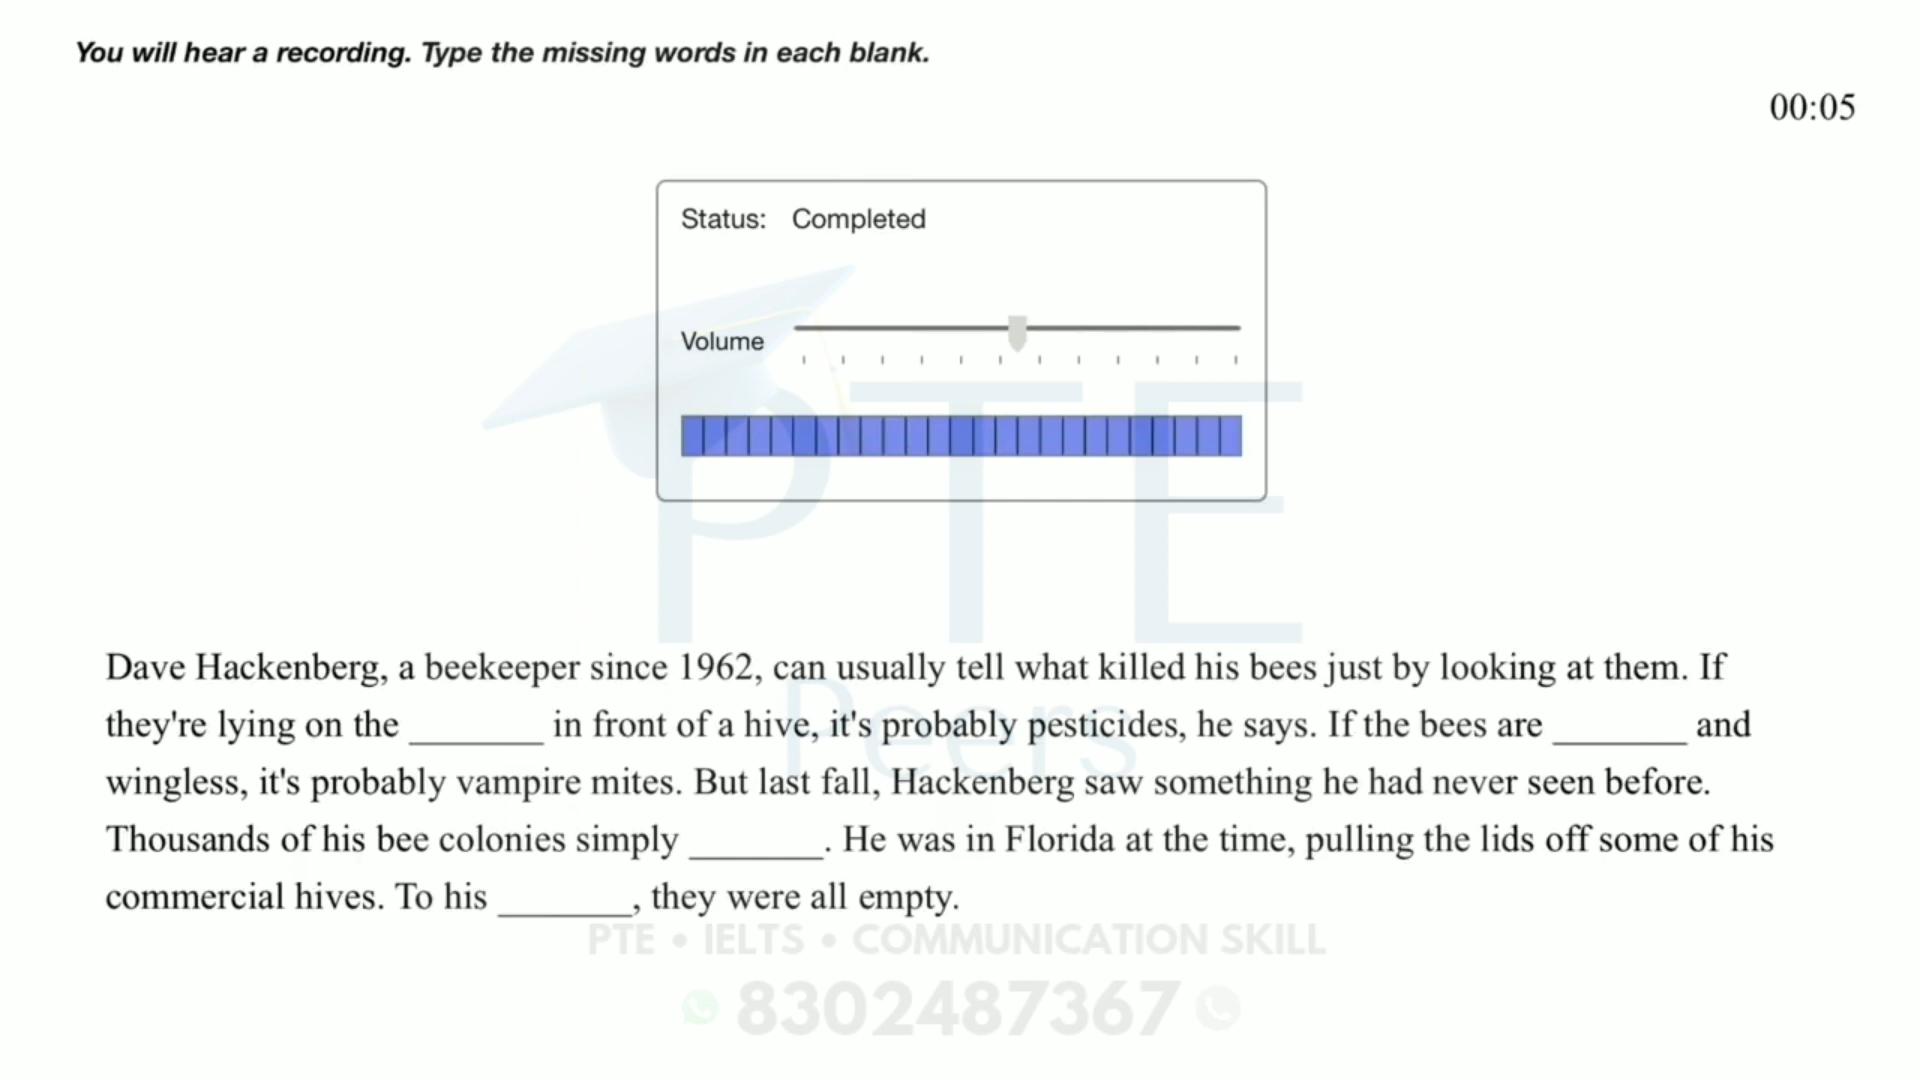 You will hear a recording. Type the missing words in each blank.
00:05
Status: Completed
Volume
PTE
Peers
Dave Hackenberg, a beekeeper since 1962, can usually tell what killed his bees just by looking at them. If
they're lying on the _______ in front of a hive, it's probably pesticides, he says. If the bees are _______ and
wingless, it's probably vampire mites. But last fall, Hackenberg saw something he had never seen before.
Thousands of his bee colonies simply _______. He was in Florida at the time, pulling the lids off some of his
commercial hives. To his _______, they were all empty.
PTE • IELTS • COMMUNICATION SKILL
8302487367